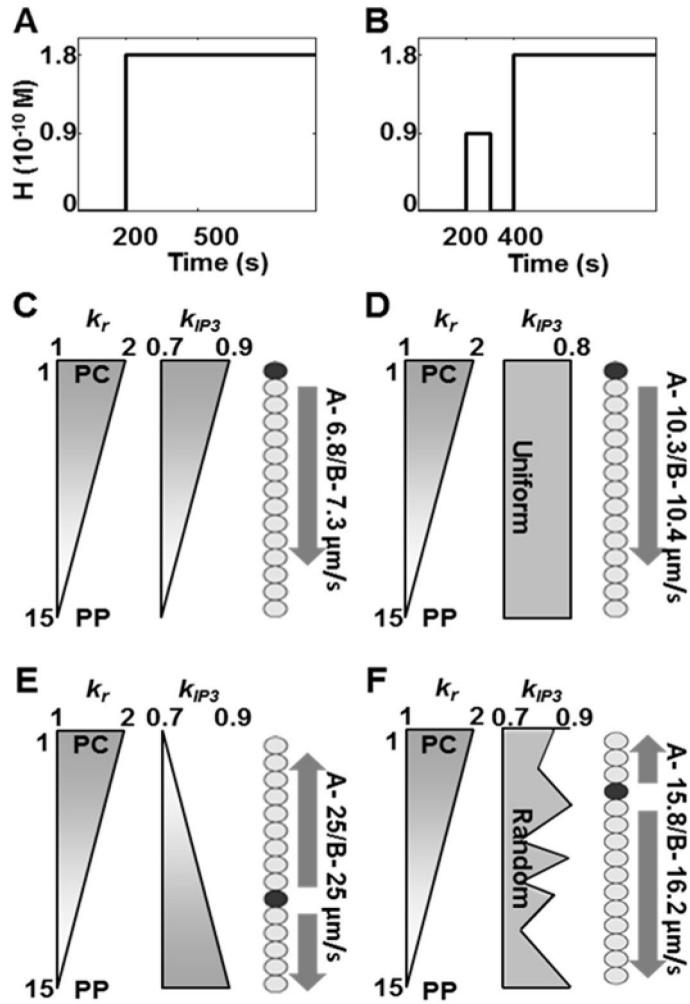 A
B
H (10⁻¹⁰ M)
1.8
0.9
0
200 500
Time (s)
1.8
0.9
0
200 400
Time (s)
C
kr kIP3
1 2 0.7 0.9
1 PC
15 PP
A- 6.8/B- 7.3 µm/s
D
kr kIP3
1 2 0.8
1 PC
Uniform
15 PP
A- 10.3/B- 10.4 µm/s
E
kr kIP3
1 2 0.7 0.9
1 PC
15 PP
A- 25/B- 25 µm/s
F
kr kIP3
1 2 0.7 0.9
1 PC
Random
15 PP
A- 15.8/B- 16.2 µm/s